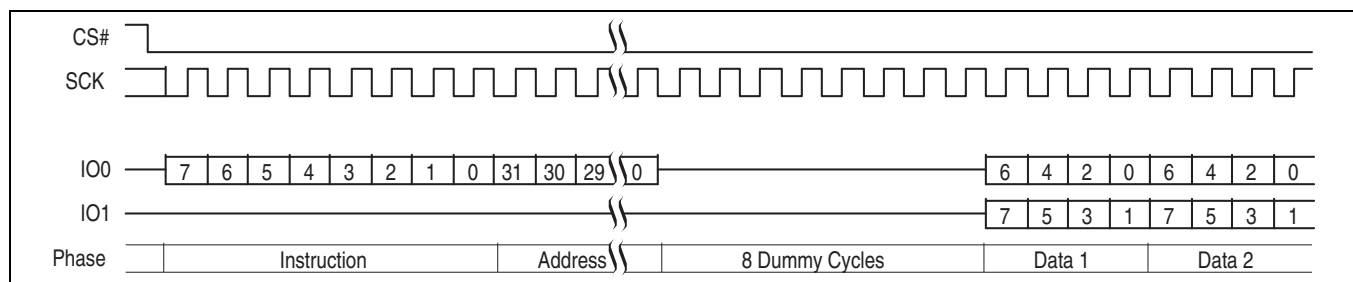 CS#
SCK
IO0 7 6 5 4 3 2 1 0 31 30 29 0 6 4 2 0 6 4 2 0
IO1 7 5 3 1 7 5 3 1
Phase Instruction Address 8 Dummy Cycles Data 1 Data 2